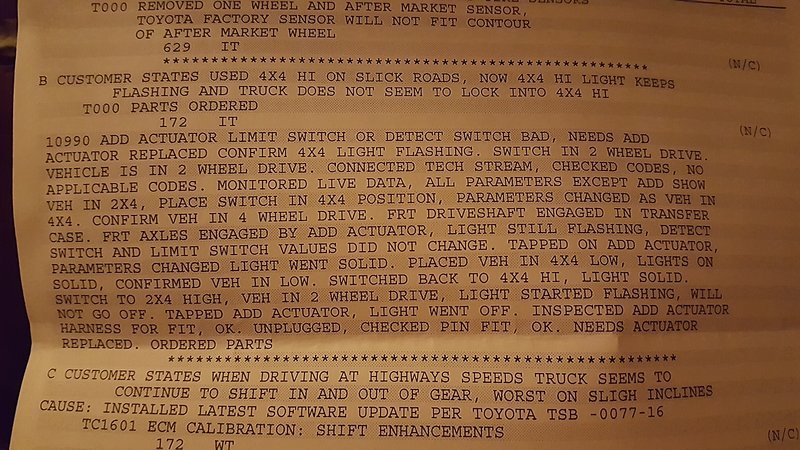 SENSORS
TOTAL
T000 REMOVED ONE WHEEL AND AFTER MARKET SENSOR,
TOYOTA FACTORY SENSOR WILL NOT FIT CONTOUR
OF AFTER MARKET WHEEL
629 IT
*************************************************** (N/C)
B CUSTOMER STATES USED 4X4 HI ON SLICK ROADS, NOW 4X4 HI LIGHT KEEPS
FLASHING AND TRUCK DOES NOT SEEM TO LOCK INTO 4X4 HI
T000 PARTS ORDERED
172 IT (N/C)
10990 ADD ACTUATOR LIMIT SWITCH OR DETECT SWITCH BAD, NEEDS ADD
ACTUATOR REPLACED CONFIRM 4X4 LIGHT FLASHING. SWITCH IN 2 WHEEL DRIVE.
VEHICLE IS IN 2 WHEEL DRIVE. CONNECTED TECH STREAM, CHECKED CODES, NO
APPLICABLE CODES. MONITORED LIVE DATA, ALL PARAMETERS EXCEPT ADD SHOW
VEH IN 2X4, PLACE SWITCH IN 4X4 POSITION, PARAMETERS CHANGED AS VEH IN
4X4. CONFIRM VEH IN 4 WHEEL DRIVE. FRT DRIVESHAFT ENGAGED IN TRANSFER
CASE. FRT AXLES ENGAGED BY ADD ACTUATOR, LIGHT STILL FLASHING, DETECT
SWITCH AND LIMIT SWITCH VALUES DID NOT CHANGE. TAPPED ON ADD ACTUATOR,
PARAMETERS CHANGED LIGHT WENT SOLID. PLACED VEH IN 4X4 LOW, LIGHTS ON
SOLID, CONFIRMED VEH IN LOW. SWITCHED BACK TO 4X4 HI, LIGHT SOLID.
SWITCH TO 2X4 HIGH, VEH IN 2 WHEEL DRIVE, LIGHT STARTED FLASHING, WILL
NOT GO OFF. TAPPED ADD ACTUATOR, LIGHT WENT OFF. INSPECTED ADD ACTUATOR
HARNESS FOR FIT, OK. UNPLUGGED, CHECKED PIN FIT, OK. NEEDS ACTUATOR
REPLACED. ORDERED PARTS
***************************************************
C CUSTOMER STATES WHEN DRIVING AT HIGHWAYS SPEEDS TRUCK SEEMS TO
CONTINUE TO SHIFT IN AND OUT OF GEAR, WORST ON SLIGH INCLINES
CAUSE: INSTALLED LATEST SOFTWARE UPDATE PER TOYOTA TSB -0077-16
TC1601 ECM CALIBRATION: SHIFT ENHANCEMENTS
172 WT (N/C)